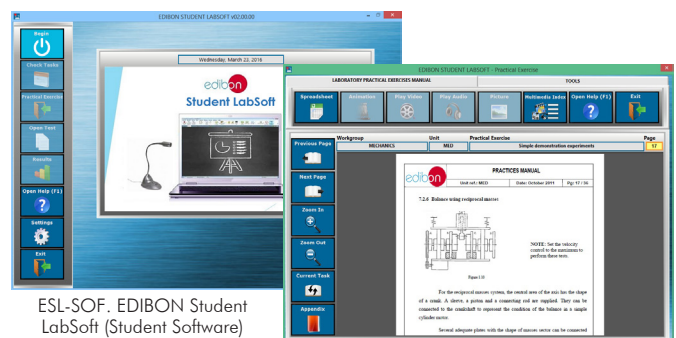 EDIBON STUDENT LABSOFT v02.00.00
Begin
Check Tasks
Practical Exercise
Open Test
Results
Open Help (F1)
Settings
Exit
Wednesday, March 23, 2016
edibon
Student LabSoft
ESL-SOF. EDIBON Student
LabSoft (Student Software)
EDIBON STUDENT LABSOFT - Practical Exercise
LABORATORY PRACTICAL EXERCISES MANUAL
TOOLS
Spreadsheet
Animation
Play Video
Play Audio
Picture
Multimedia Index
Open Help (F1)
Exit
Workgroup Unit Practical Exercise Page
MECHANICS MED Simple demonstration experiments 17
Previous Page
Next Page
Zoom In
Zoom Out
Current Task
Appendix
edibon
PRACTICES MANUAL
Unit ref.: MED Date: October 2011 Pg: 17 / 36
7.2.6 Balance using reciprocal masses
NOTE: Set the velocity
control to the maximum to
perform these tests.
For the reciprocal masses system, the central area of the axis has the shape
of a crank. A sleeve, a piston and a connecting rod are supplied. They can be
connected to the crankshaft to represent the condition of the balance in a simple
cylinder motor.
Several adequate plates with the shape of masses sector can be connected